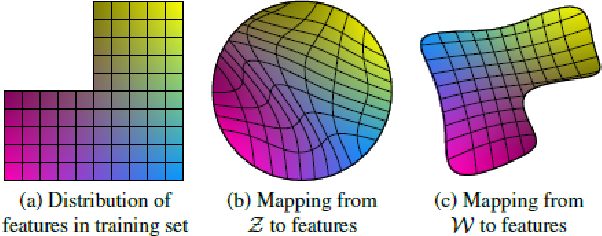 (a) Distribution of
features in training set
(b) Mapping from
𝒵 to features
(c) Mapping from
𝒲 to features